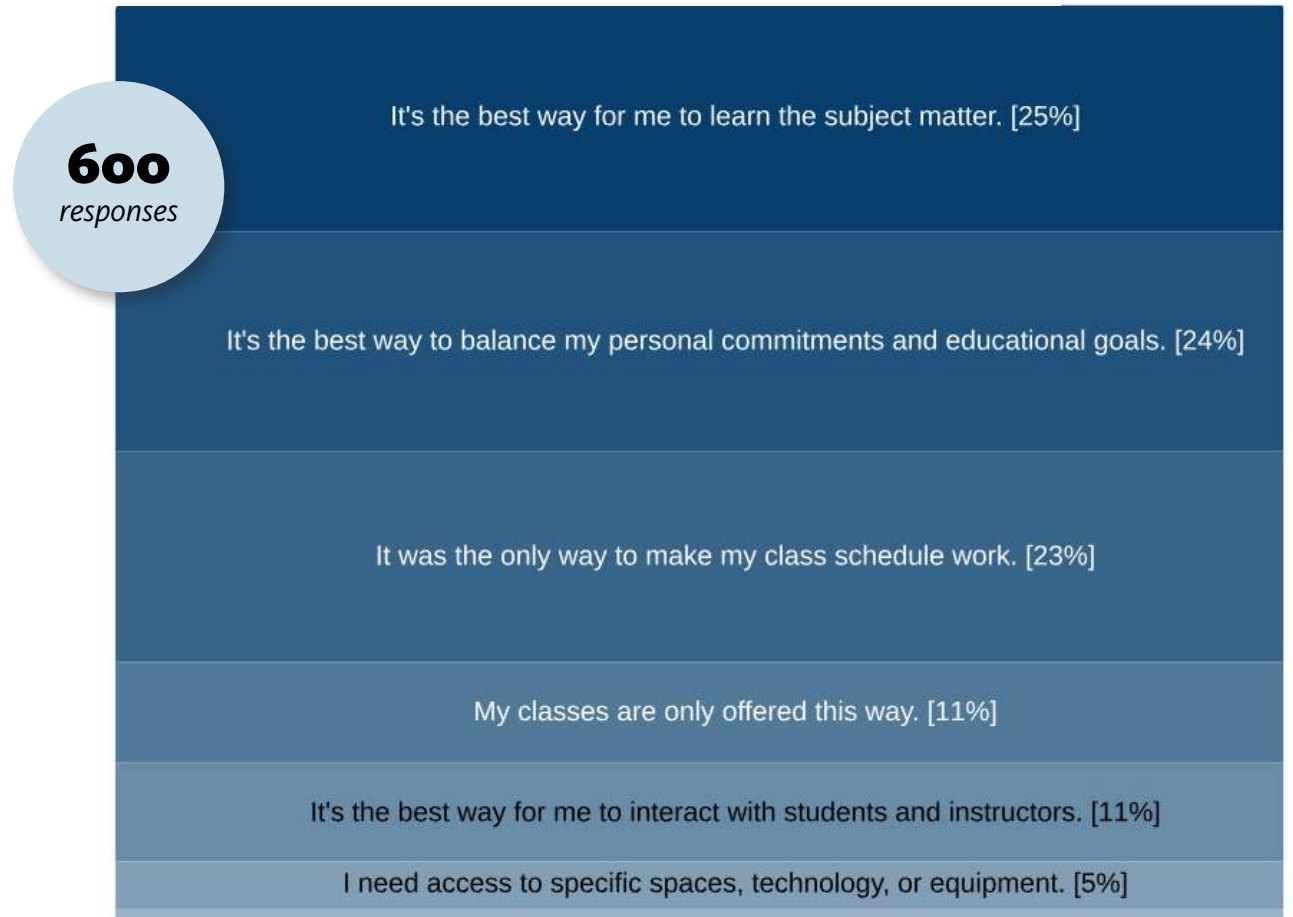 It's the best way for me to learn the subject matter. [25%]
600
responses
It's the best way to balance my personal commitments and educational goals. [24%]
It was the only way to make my class schedule work. [23%]
My classes are only offered this way. [11%]
It's the best way for me to interact with students and instructors. [11%]
I need access to specific spaces, technology, or equipment. [5%]